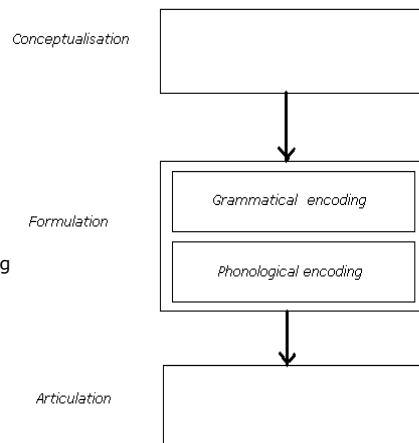 Conceptualisation
Grammatical encoding
Formulation
g
Phonological encoding
Articulation